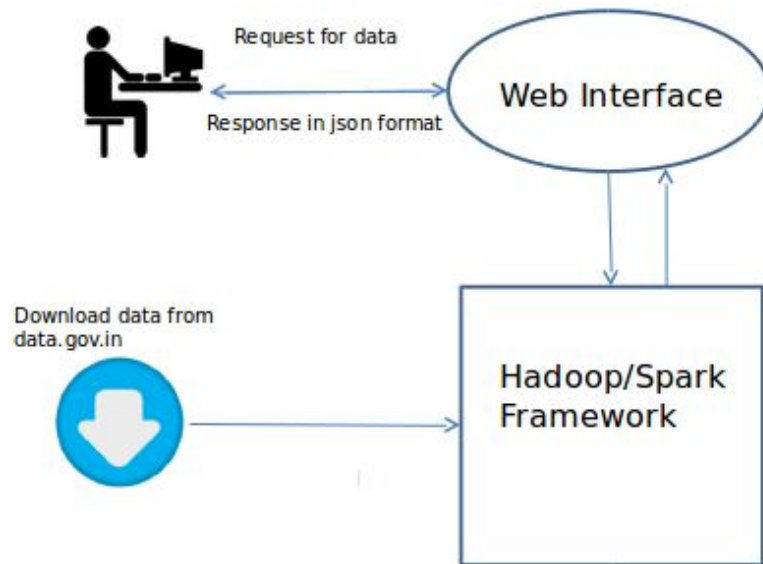 Request for data
Web Interface
Response in json format
Download data from
data.gov.in
Hadoop/Spark
Framework